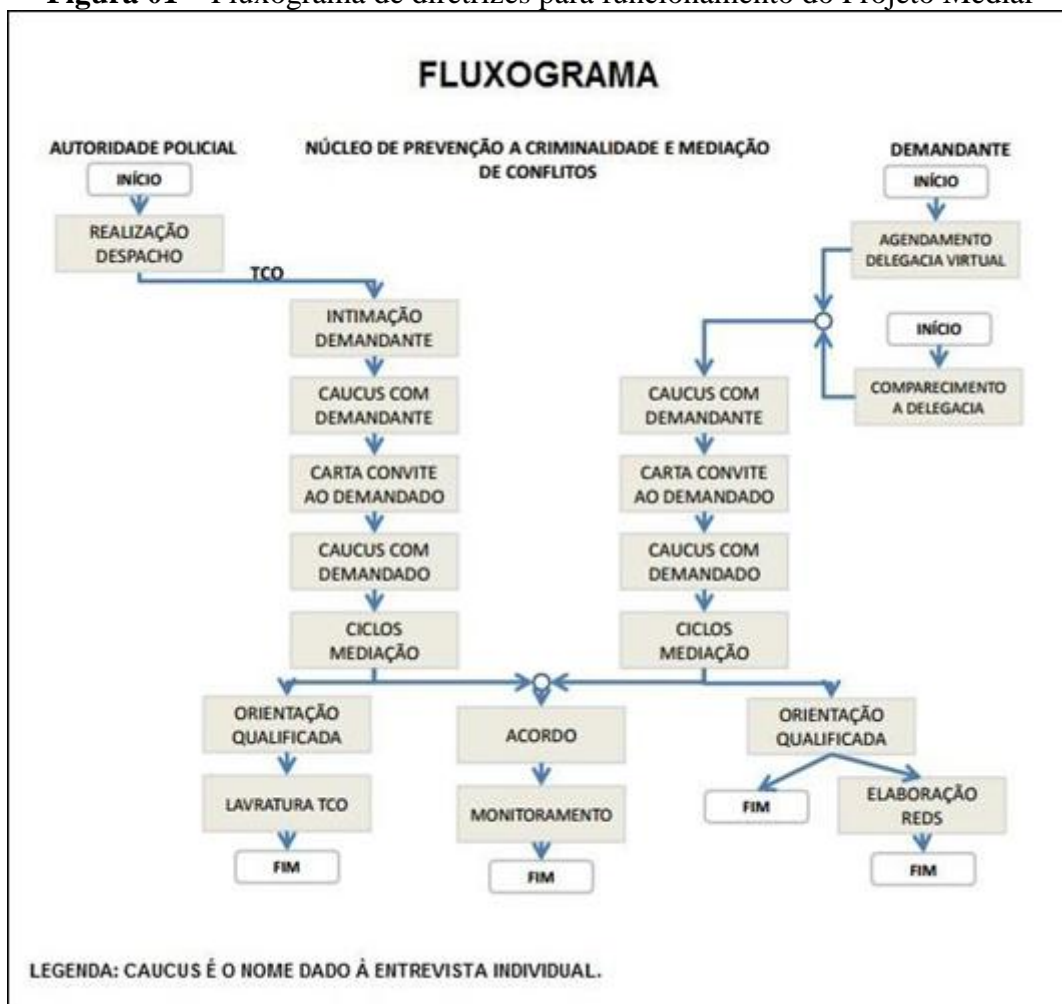 Figura 01 – Fluxograma de diretrizes para funcionamento do Projeto Mediar
FLUXOGRAMA
AUTORIDADE POLICIAL
NÚCLEO DE PREVENÇÃO A CRIMINALIDADE E MEDIAÇÃO
DE CONFLITOS
DEMANDANTE
INÍCIO
REALIZAÇÃO
DESPACHO
TCO
INTIMAÇÃO
DEMANDANTE
CAUCUS COM
DEMANDANTE
CARTA CONVITE
AO DEMANDADO
CAUCUS COM
DEMANDADO
CICLOS
MEDIAÇÃO
INÍCIO
AGENDAMENTO
DELEGACIA VIRTUAL
INÍCIO
COMPARECIMENTO
A DELEGACIA
CAUCUS COM
DEMANDANTE
CARTA CONVITE
AO DEMANDADO
CAUCUS COM
DEMANDADO
CICLOS
MEDIAÇÃO
ORIENTAÇÃO
QUALIFICADA
LAVRATURA TCO
FIM
ACORDO
MONITORAMENTO
FIM
ORIENTAÇÃO
QUALIFICADA
FIM
ELABORAÇÃO
REDS
FIM
LEGENDA: CAUCUS É O NOME DADO À ENTREVISTA INDIVIDUAL.